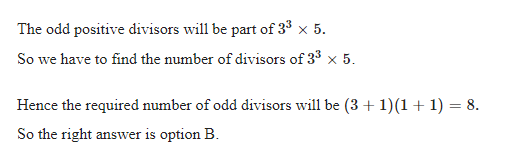 The odd positive divisors will be part of 3³ × 5.
So we have to find the number of divisors of 3³ × 5.
Hence the required number of odd divisors will be (3 + 1)(1 + 1) = 8.
So the right answer is option B.